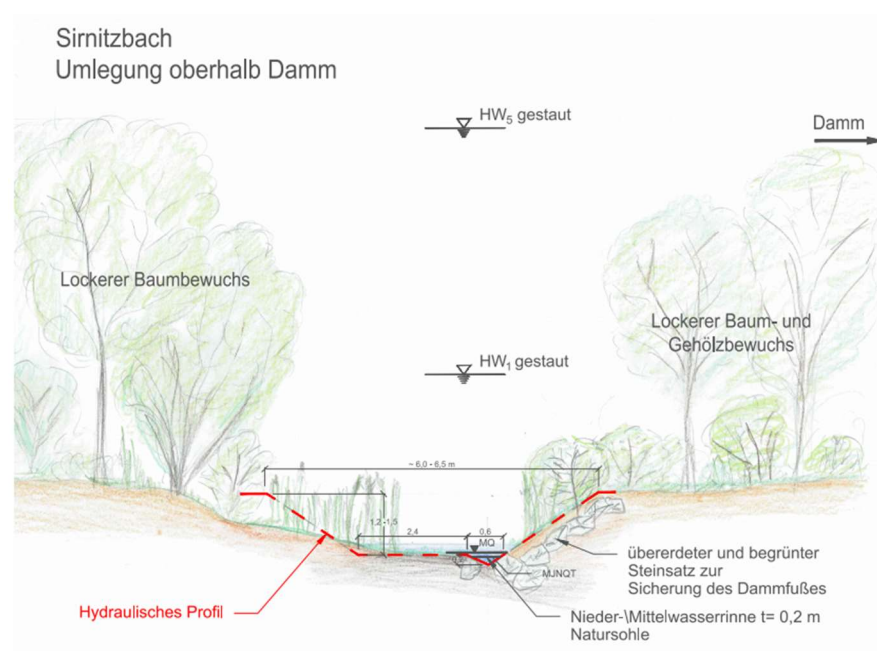 Sirnitzbach
Umlegung oberhalb Damm
HW5 gestaut
Damm
Lockerer Baumbewuchs
Lockerer Baum- und
Gehölzbewuchs
HW1 gestaut
~ 6,0 - 6,5 m
1,2 -1,5
2,4
0,6
MQ
MJNQT
übererdeter und begrünter
Steinsatz zur
Sicherung des Dammfußes
Hydraulisches Profil
Nieder-\Mittelwasserrinne t= 0,2 m
Natursohle